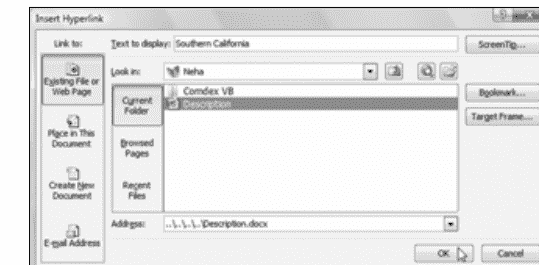 Insert Hyperlink
Link to:
Text to display: Southern California
ScreenTip...
Existing File or
Web Page
Look in: Neha
Current
Folder
Comdex VB
Description
Bookmark...
Target Frame...
Place in This
Document
Browsed
Pages
Create New
Document
Recent
Files
Address: ..\..\..\..\Description.docx
E-mail Address
OK
Cancel